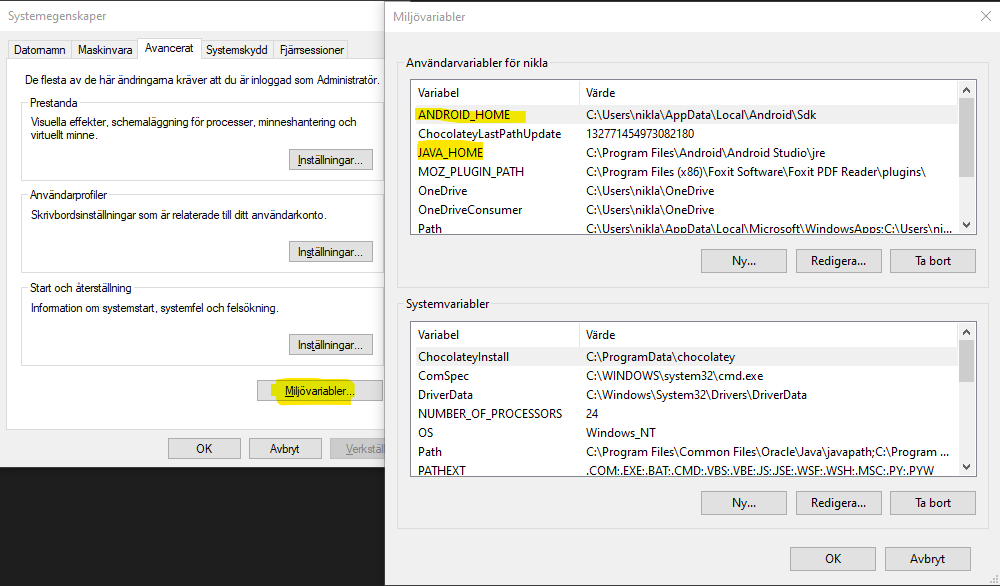 Systemegenskaper
Datornamn Maskinvara Avancerat Systemskydd Fjärrsessioner
De flesta av de här ändringarna kräver att du är inloggad som Administratör.
Prestanda
Visuella effekter, schemaläggning för processer, minneshantering och
virtuellt minne.
Inställningar...
Användarprofiler
Skrivbordsinställningar som är relaterade till ditt användarkonto.
Inställningar...
Start och återställning
Information om systemstart, systemfel och felsökning.
Inställningar...
Miljövariabler...
OK Avbryt Verkstäl
Miljövariabler
Användarvariabler för nikla
Variabel Värde
ANDROID_HOME C:\Users\nikla\AppData\Local\Android\Sdk
ChocolateyLastPathUpdate 132771454973082180
JAVA_HOME C:\Program Files\Android\Android Studio\jre
MOZ_PLUGIN_PATH C:\Program Files (x86)\Foxit Software\Foxit PDF Reader\plugins\
OneDrive C:\Users\nikla\OneDrive
OneDriveConsumer C:\Users\nikla\OneDrive
Path C:\Users\nikla\AppData\Local\Microsoft\WindowsApps;C:\Users\ni...
Ny... Redigera... Ta bort
Systemvariabler
Variabel Värde
ChocolateyInstall C:\ProgramData\chocolatey
ComSpec C:\WINDOWS\system32\cmd.exe
DriverData C:\Windows\System32\Drivers\DriverData
NUMBER_OF_PROCESSORS 24
OS Windows_NT
Path C:\Program Files\Common Files\Oracle\Java\javapath;C:\Program ...
PATHEXT .COM;.EXE;.BAT;.CMD;.VBS;.VBE;.JS;.JSE;.WSF;.WSH;.MSC;.PY;.PYW
Ny... Redigera... Ta bort
OK Avbryt